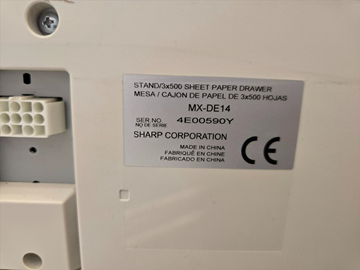 STAND/3x500 SHEET PAPER DRAWER
MESA / CAJON DE PAPEL DE 3x500 HOJAS
MX-DE14
SER NO
NO DE SERIE
4E00590Y
SHARP CORPORATION
MADE IN CHINA
FABRIQUÉ EN CHINE
FABRICADO EN CHINA
CE